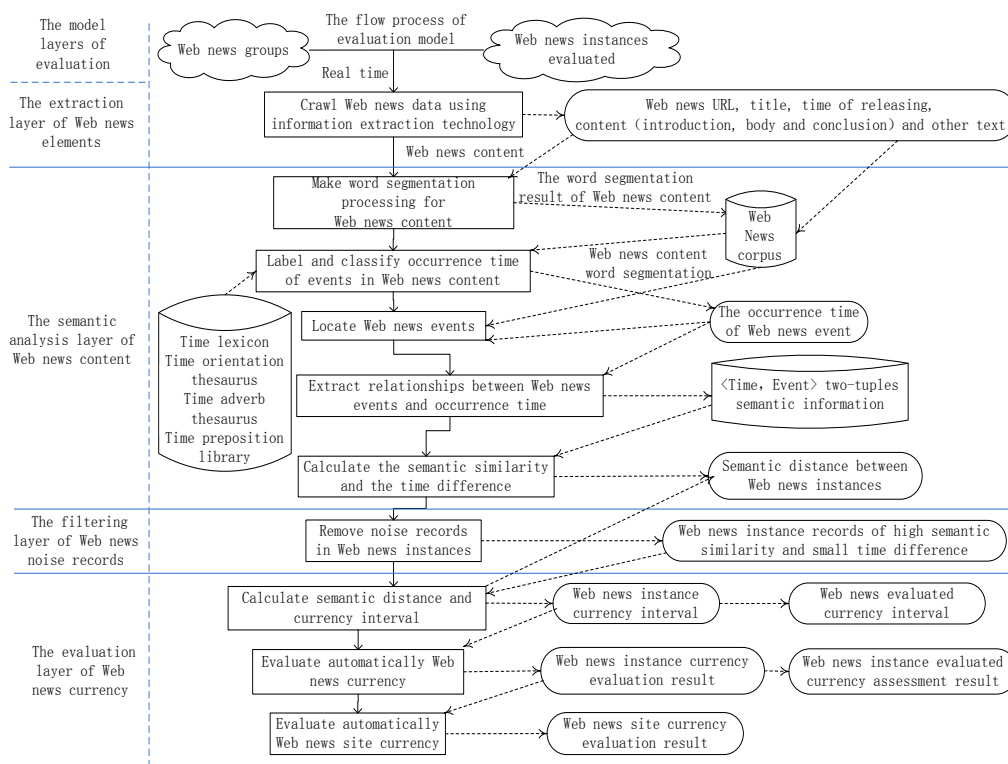 The model
layers of
evaluation
Web news groups
The flow process of
evaluation model
Web news instances
evaluated
Real time
The extraction
layer of Web news
elements
Crawl Web news data using
information extraction technology
Web news URL, title, time of releasing,
content (introduction, body and conclusion) and other text
Web news content
Make word segmentation
processing for
Web news content
The word segmentation
result of Web news content
Web
News
corpus
Label and classify occurrence time
of events in Web news content
Web news content
word segmentation
The semantic
analysis layer of
Web news content
Time lexicon
Time orientation
thesaurus
Time adverb
thesaurus
Time preposition
library
Locate Web news events
The occurrence time
of Web news event
Extract relationships between Web news
events and occurrence time
<Time, Event> two-tuples
semantic information
Calculate the semantic similarity
and the time difference
Semantic distance between
Web news instances
The filtering
layer of Web news
noise records
Remove noise records
in Web news instances
Web news instance records of high semantic
similarity and small time difference
The evaluation
layer of Web
news currency
Calculate semantic distance and
currency interval
Web news instance
currency interval
Web news evaluated
currency interval
Evaluate automatically Web
news currency
Web news instance currency
evaluation result
Web news instance evaluated
currency assessment result
Evaluate automatically
Web news site currency
Web news site currency
evaluation result